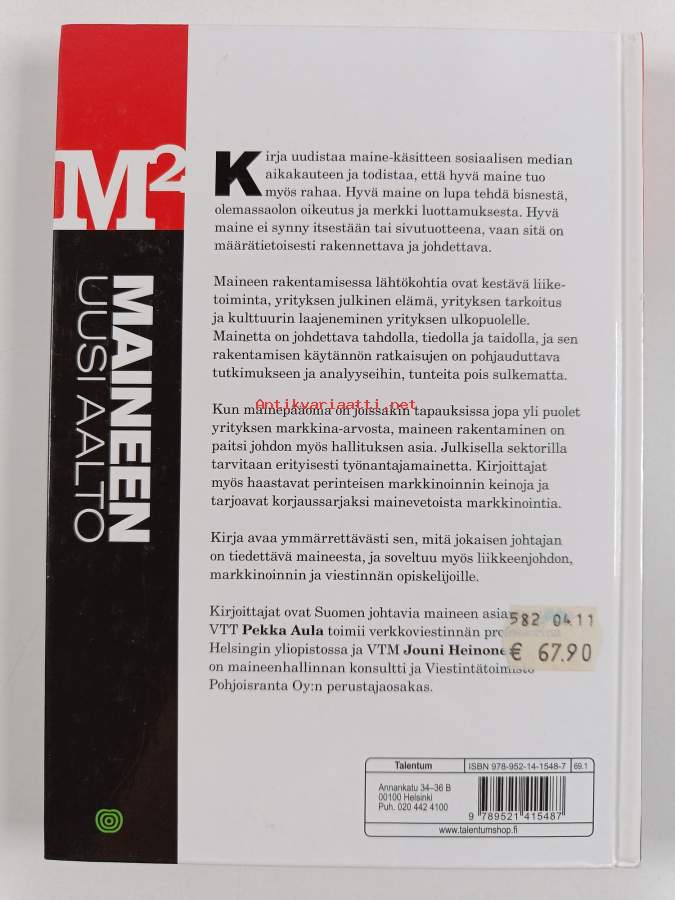 M²
MAINEEN
UUSI AALTO
Kirja uudistaa maine-käsitteen sosiaalisen median
aikakauteen ja todistaa, että hyvä maine tuo
myös rahaa. Hyvä maine on lupa tehdä bisnestä,
olemassaolon oikeutus ja merkki luottamuksesta. Hyvä
maine ei synny itsestään tai sivutuotteena, vaan sitä on
määrätietoisesti rakennettava ja johdettava.
Maineen rakentamisessa lähtökohtia ovat kestävä liike-
toiminta, yrityksen julkinen elämä, yrityksen tarkoitus
ja kulttuurin laajeneminen yrityksen ulkopuolelle.
Mainetta on johdettava tahdolla, tiedolla ja taidolla, ja sen
rakentamisen käytännön ratkaisujen on pohjauduttava
tutkimukseen ja analyyseihin, tunteita pois sulkematta.
Antikvariaatti.net
Kun mainepääoma on joissakin tapauksissa jopa yli puolet
yrityksen markkina-arvosta, maineen rakentaminen on
paitsi johdon myös hallituksen asia. Julkisella sektorilla
tarvitaan erityisesti työnantajamainetta. Kirjoittajat
myös haastavat perinteisen markkinoinnin keinoja ja
tarjoavat korjaussarjaksi mainevetoista markkinointia.
Kirja avaa ymmärrettävästi sen, mitä jokaisen johtajan
on tiedettävä maineesta, ja soveltuu myös liikkeenjohdon,
markkinoinnin ja viestinnän opiskelijoille.
Kirjoittajat ovat Suomen johtavia maineen
VTT Pekka Aula toimii verkkoviestinnän
Helsingin yliopistossa ja VTM Jouni
on maineenhallinnan konsultti ja Viestintätoimisto
Pohjoisranta Oy:n perustajaosakas.
582 04.11
€ 67.90
Talentum
ISBN 978-952-14-1548-7
69.1
Annankatu 34–36 B
00100 Helsinki
Puh. 020 442 4100
9 789521 415487
www.talentumshop.fi